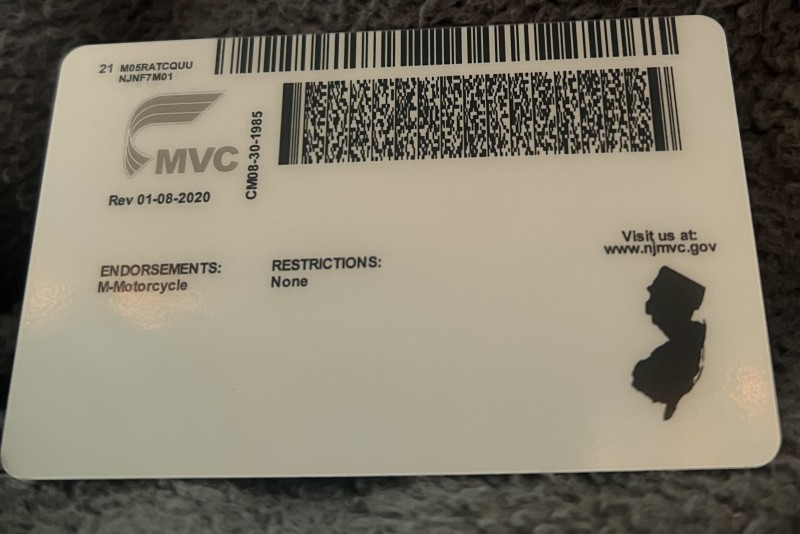 21 M05RATCQUU
NJNF7M01
MVC
CM08-30-1985
Rev 01-08-2020
Visit us at:
www.njmvc.gov
ENDORSEMENTS:
M-Motorcycle
RESTRICTIONS:
None